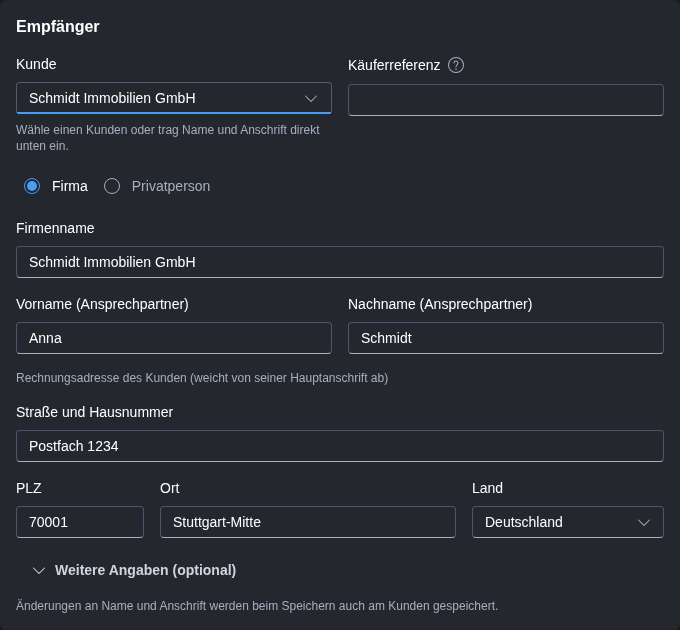 Empfänger
Kunde
Käuferreferenz ?
Schmidt Immobilien GmbH
Wähle einen Kunden oder trag Name und Anschrift direkt
unten ein.
Firma Privatperson
Firmenname
Schmidt Immobilien GmbH
Vorname (Ansprechpartner) Nachname (Ansprechpartner)
Anna Schmidt
Rechnungsadresse des Kunden (weicht von seiner Hauptanschrift ab)
Straße und Hausnummer
Postfach 1234
PLZ Ort Land
70001 Stuttgart-Mitte Deutschland
Weitere Angaben (optional)
Änderungen an Name und Anschrift werden beim Speichern auch am Kunden gespeichert.